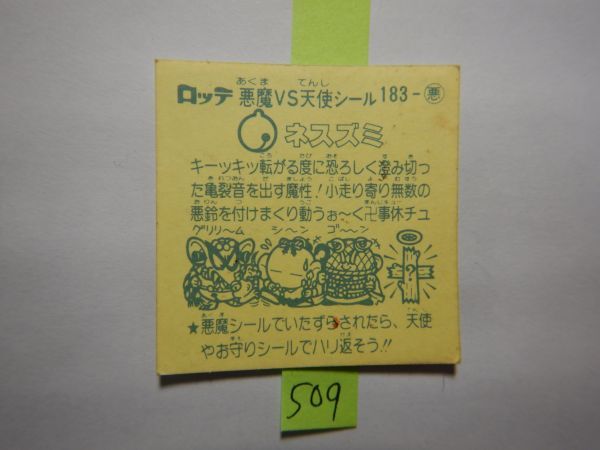 ロッテ 悪魔VS天使シール 183-悪
ネスズミ
キーッキッ転がる度に恐ろしく澄み切っ
た亀裂音を出す魔性!小走り寄り無数の
悪鈴を付けまくり動うぉ~く卍事休チュ
グリリ~ム シ~ン ゴ~~ン
?
★悪魔シールでいたずらされたら、天使
やお守りシールでハリ返そう!!
509